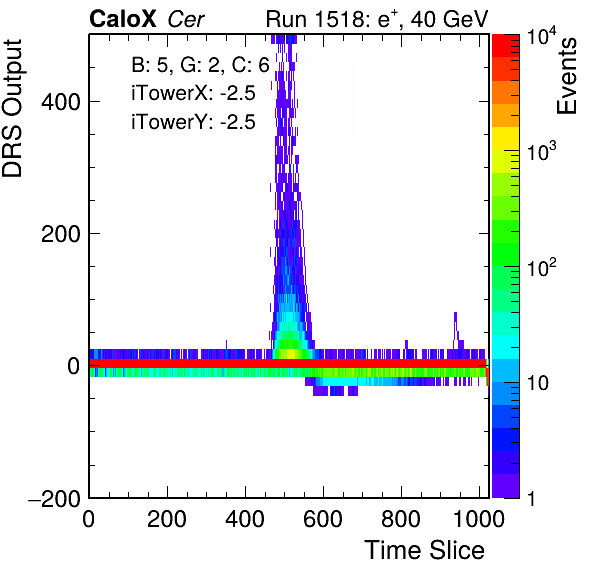 CaloX Cer Run 1518: e⁺, 40 GeV
B: 5, G: 2, C: 6
iTowerX: -2.5
iTowerY: -2.5
DRS Output
400
200
0
−200
0 200 400 600 800 1000
Time Slice
Events
10⁴
10³
10²
10
1